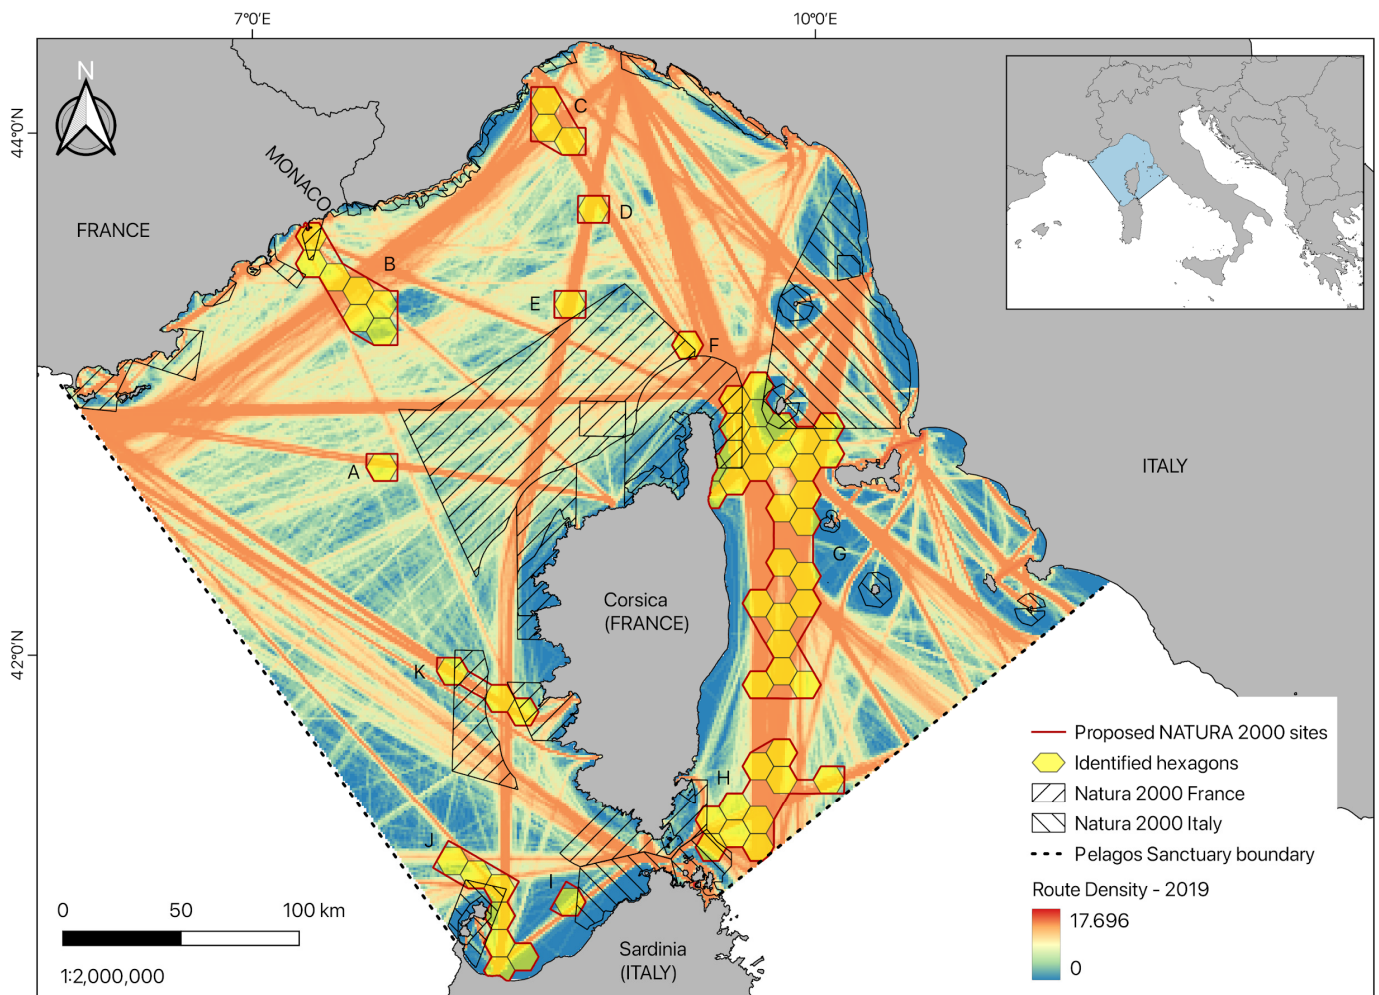 7°0'E
10°0'E
44°0'N
42°0'N
N
MONACO
FRANCE
C
D
B
E
F
A
ITALY
G
Corsica
(FRANCE)
K
H
J
I
Sardinia
(ITALY)
0 50 100 km
1:2,000,000
Proposed NATURA 2000 sites
Identified hexagons
Natura 2000 France
Natura 2000 Italy
Pelagos Sanctuary boundary
Route Density - 2019
17.696
0